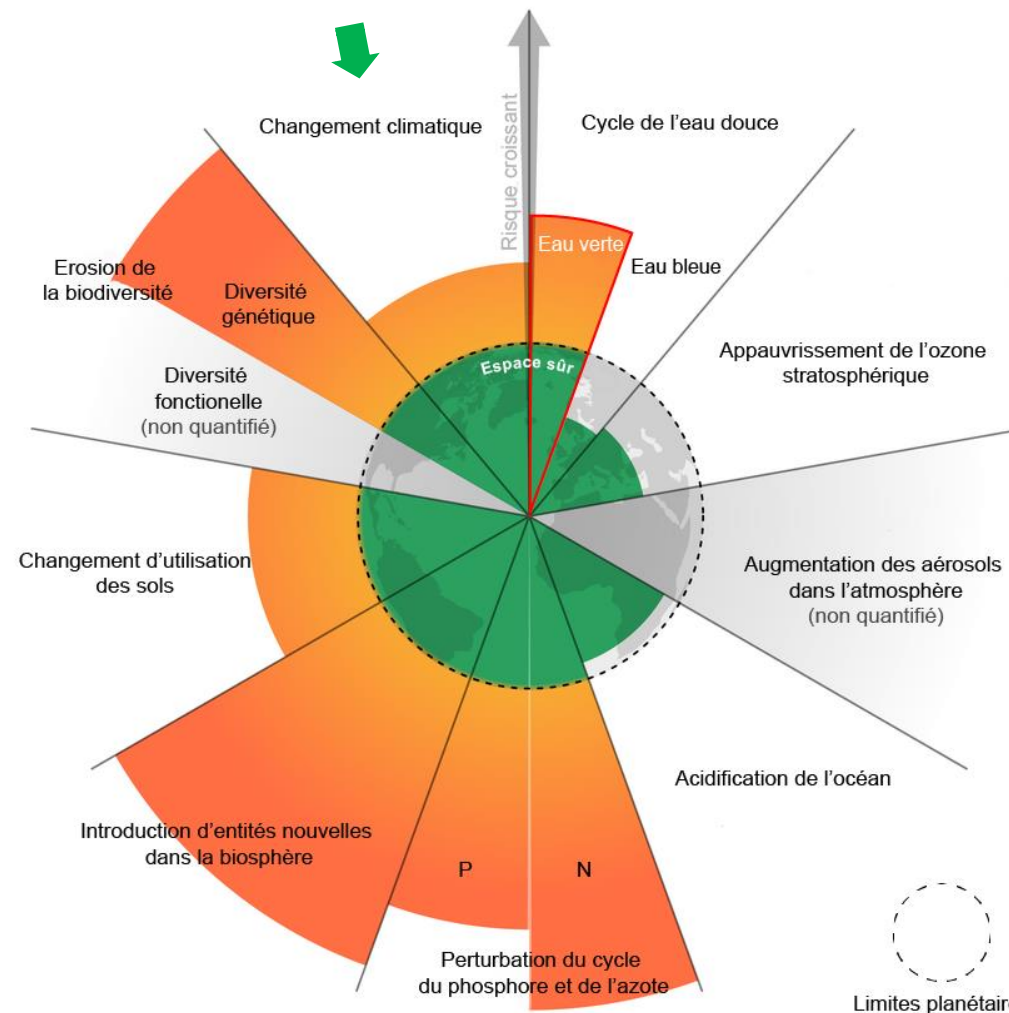 Changement climatique
Cycle de l'eau douce
Risque croissant
Eau verte
Eau bleue
Erosion de
la biodiversité
Diversité
génétique
Appauvrissement de l'ozone
stratosphérique
Espace sûr
Diversité
fonctionelle
(non quantifié)
Changement d'utilisation
des sols
Augmentation des aérosols
dans l'atmosphère
(non quantifié)
Acidification de l'océan
Introduction d'entités nouvelles
dans la biosphère
P
N
Perturbation du cycle
du phosphore et de l'azote
Limites planétaire